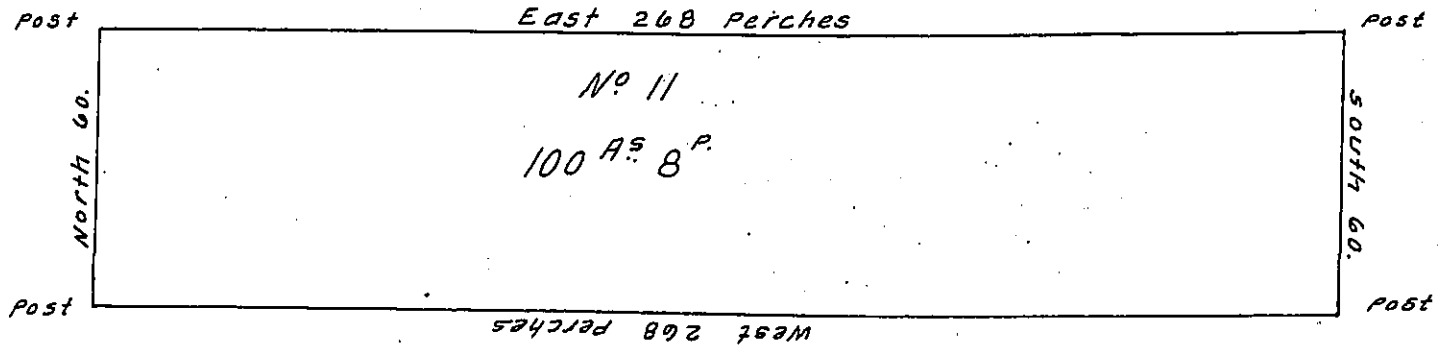 Post East 268 Perches Post
North 60.
No. 11
100 As. 8 P.
South 60.
Post West 268 Perches Post